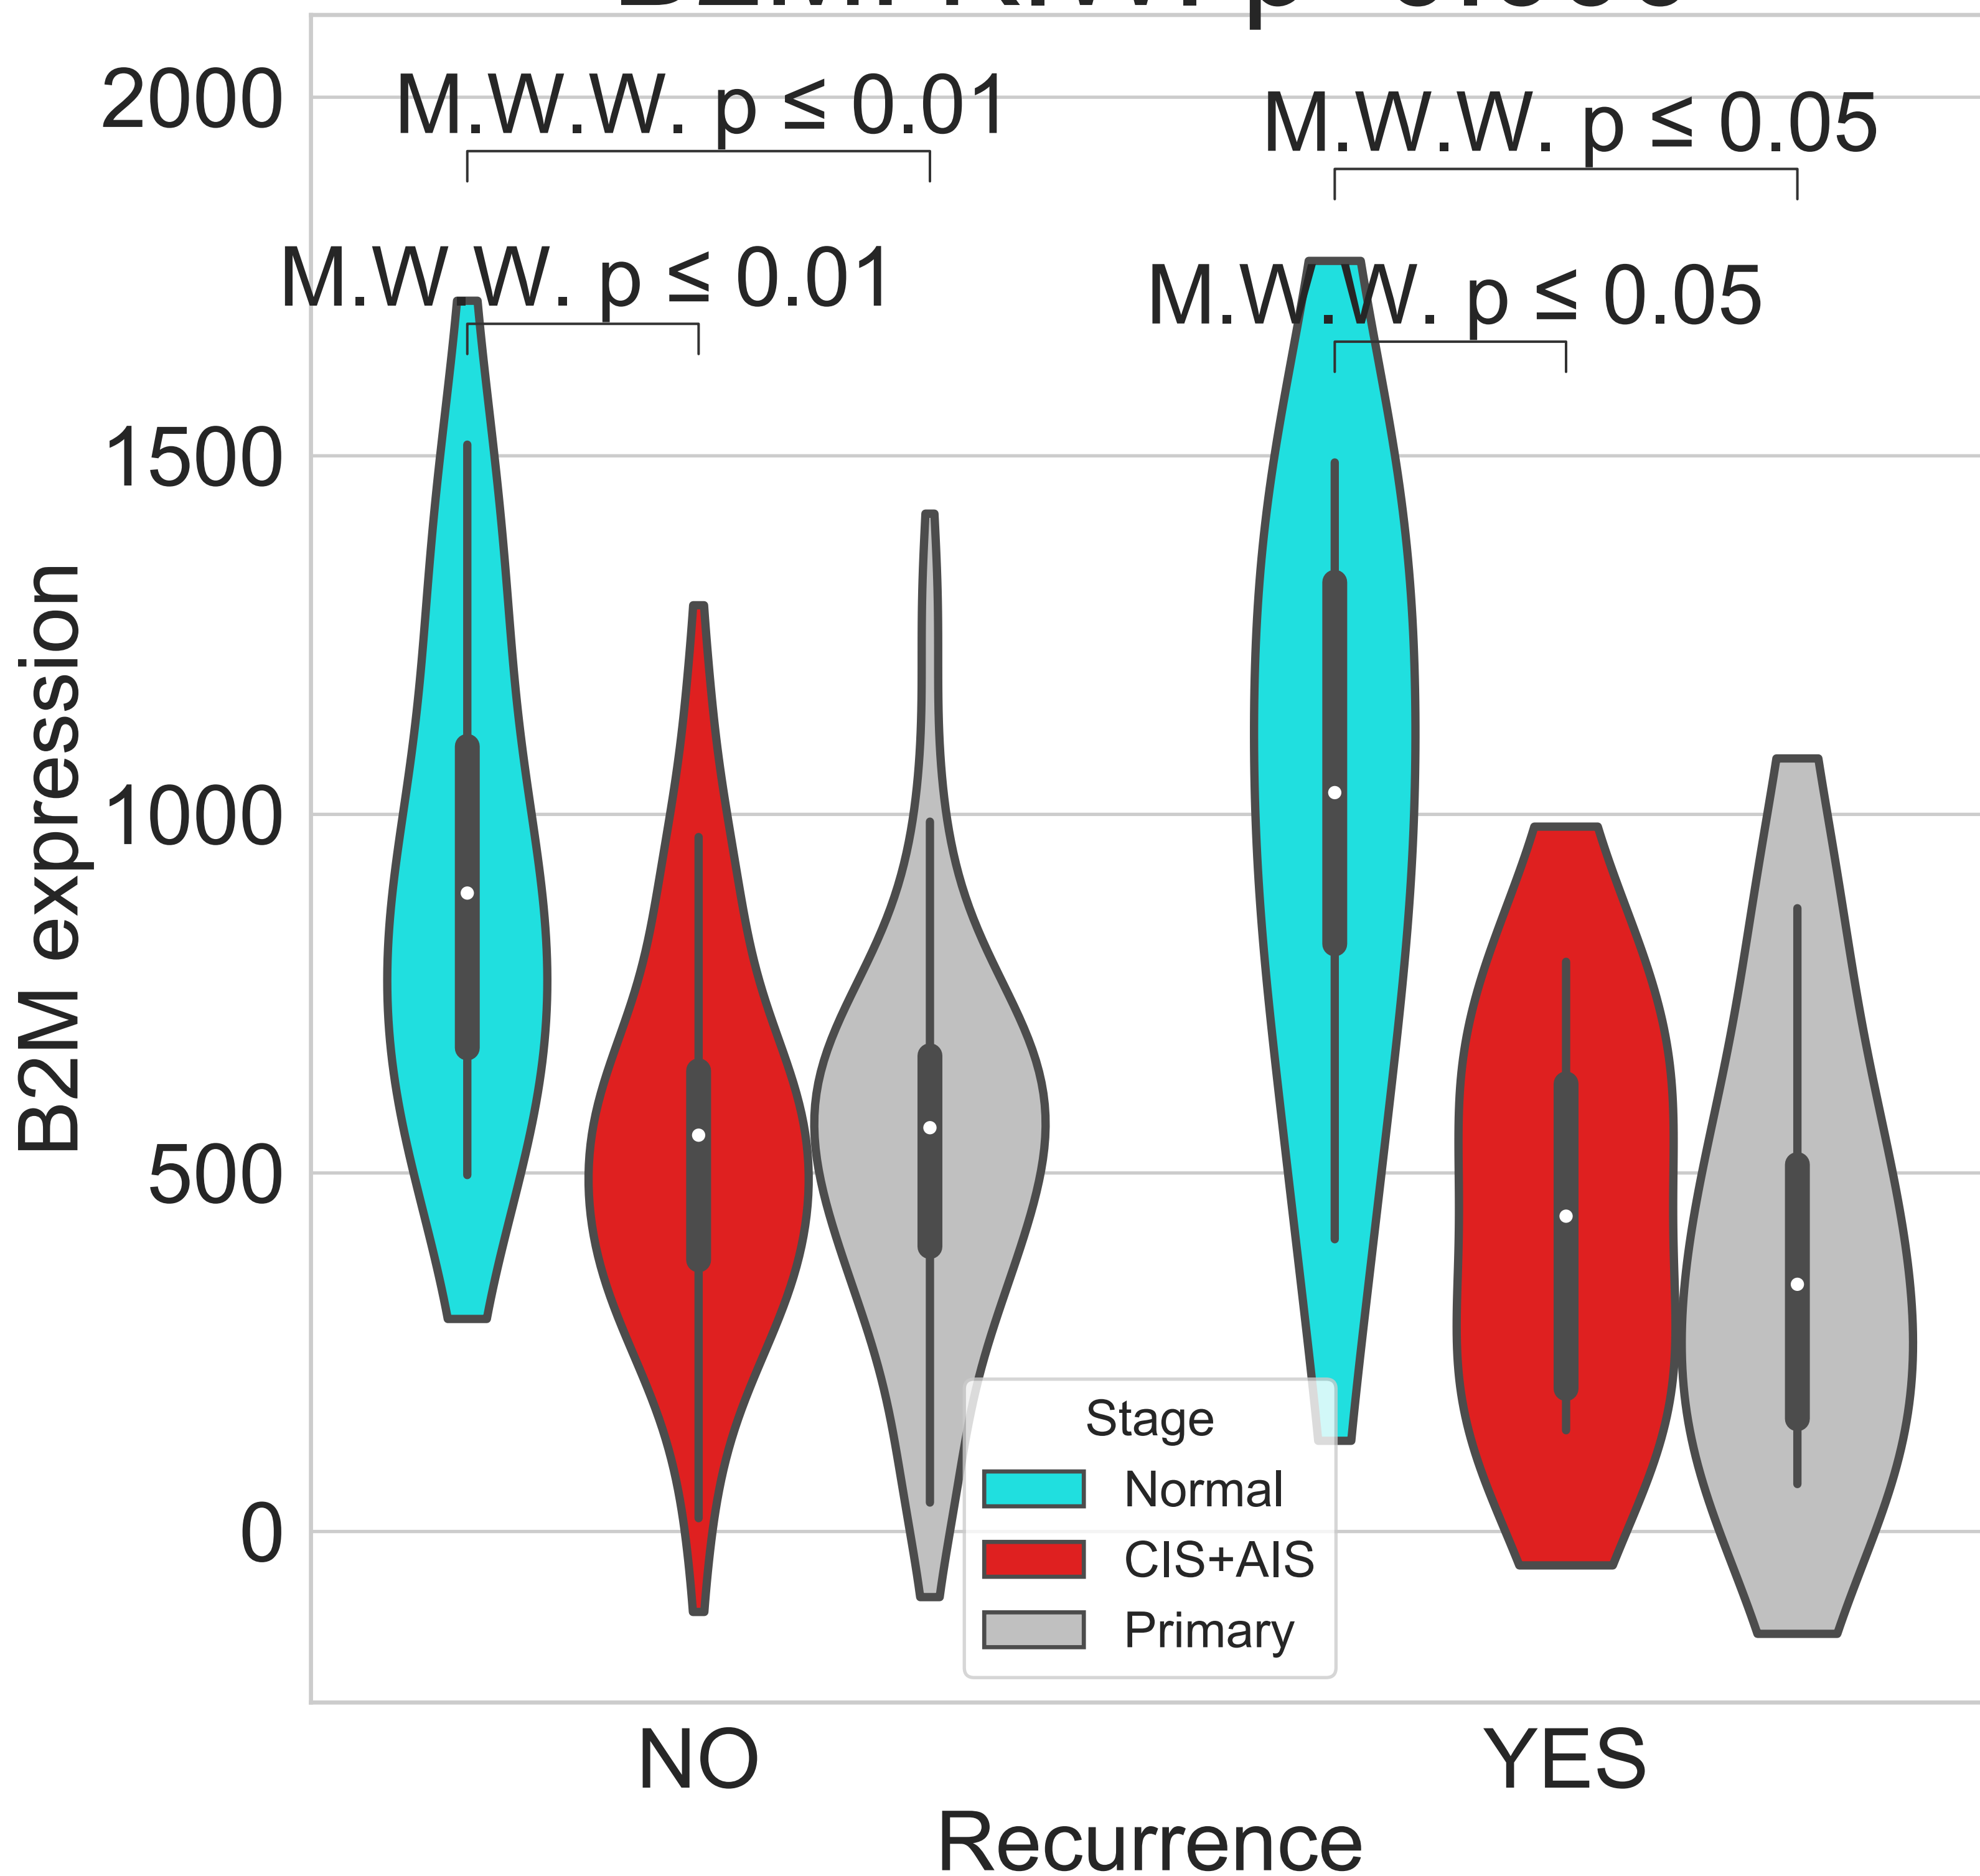 2000
M.W.W. p ≤ 0.01
M.W.W. p ≤ 0.05
M.W.W. p ≤ 0.01
M.W.W. p ≤ 0.05
1500
1000
500
0
B2M expression
Stage
Normal
CIS+AIS
Primary
NO
YES
Recurrence